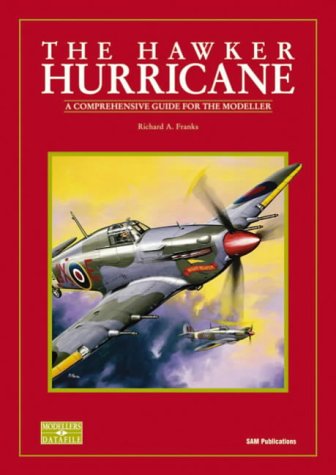 THE HAWKER
HURRICANE
A COMPREHENSIVE GUIDE FOR THE MODELLER
Richard A. Franks
MODELLERS
DATAFILE
SAM Publications